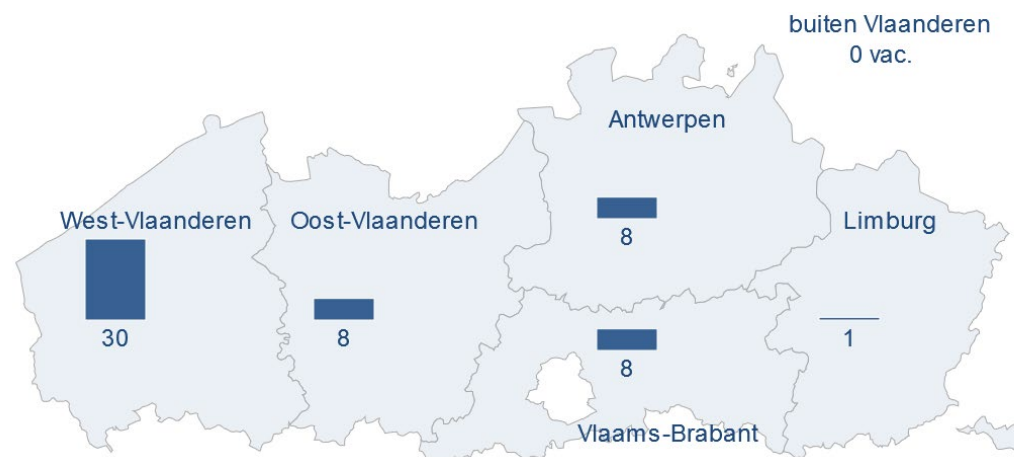 buiten Vlaanderen
0 vac.
Antwerpen
8
West-Vlaanderen
30
Oost-Vlaanderen
8
Limburg
1
8
Vlaams-Brabant